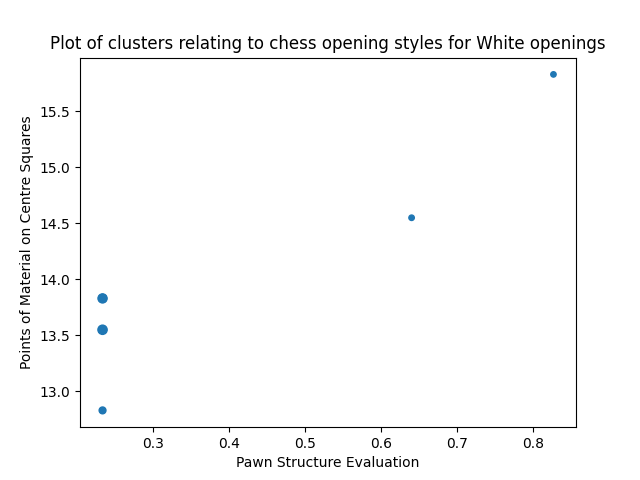 Plot of clusters relating to chess opening styles for White openings
Points of Material on Centre Squares
15.5
15.0
14.5
14.0
13.5
13.0
0.3 0.4 0.5 0.6 0.7 0.8
Pawn Structure Evaluation